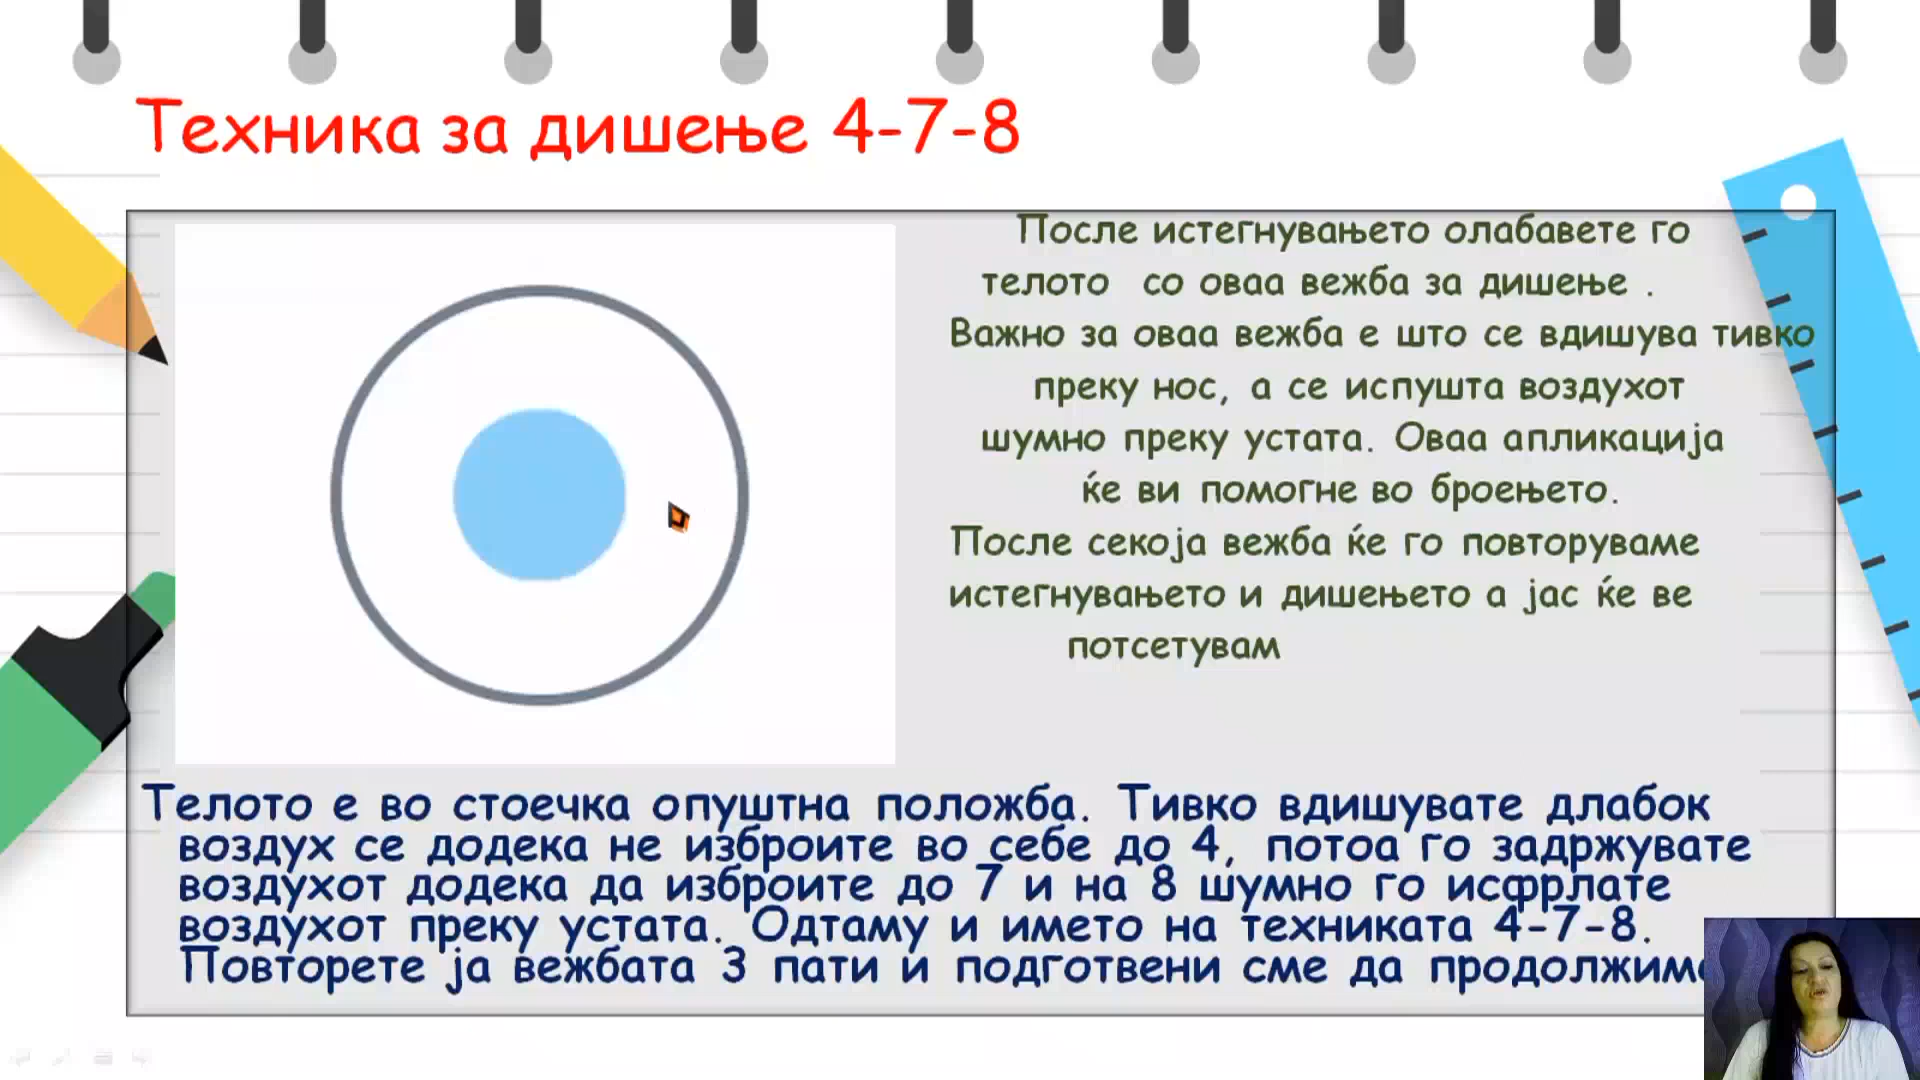 Техника за дишење 4-7-8
После истегнувањето олабавете го
телото со оваа вежба за дишење .
Важно за оваа вежба е што се вдишува тивко
преку нос, а се испушта воздухот
шумно преку устата. Оваа апликација
ќе ви помогне во броењето.
После секоја вежба ќе го повторуваме
истегнувањето и дишењето а јас ќе ве
потсетувам
Телото е во стоечка опуштна положба. Тивко вдишувате длабок
воздух се додека не изброите во себе до 4, потоа го задржувате
воздухот додека да изброите до 7 и на 8 шумно го исфрлате
воздухот преку устата. Одтаму и името на техниката 4-7-8.
Повторете ја вежбата 3 пати и подготвени сме да продолжиме